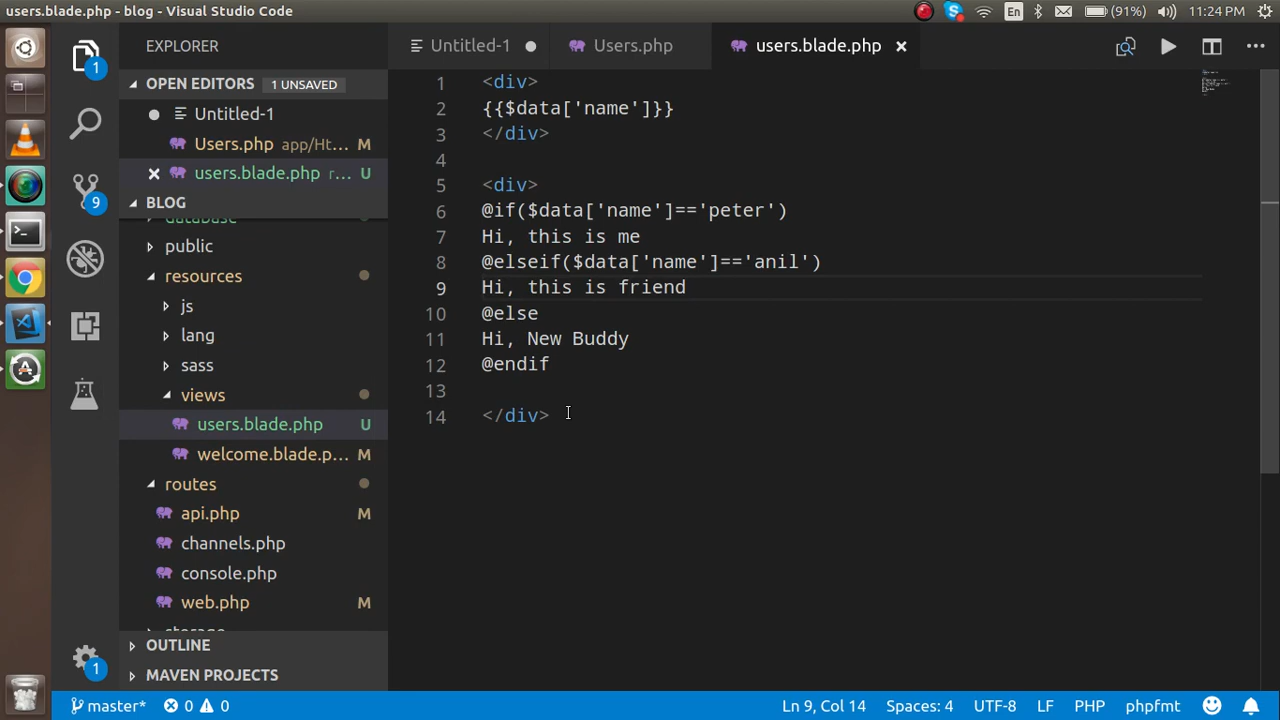 users.blade.php - blog - Visual Studio Code
En
(91%)
11:24 PM
EXPLORER
OPEN EDITORS 1 UNSAVED
Untitled-1
Users.php app/Ht... M
users.blade.php r... U
BLOG
database
public
resources
js
lang
sass
views
users.blade.php U
welcome.blade.p... M
routes
api.php M
channels.php
console.php
web.php M
storage
OUTLINE
MAVEN PROJECTS
1
9
1
Untitled-1
Users.php
users.blade.php
1 <div>
2 {{$data['name']}}
3 </div>
4
5 <div>
6 @if($data['name']=='peter')
7 Hi, this is me
8 @elseif($data['name']=='anil')
9 Hi, this is friend
10 @else
11 Hi, New Buddy
12 @endif
13
14 </div>
master* 0 0
Ln 9, Col 14 Spaces: 4 UTF-8 LF PHP phpfmt